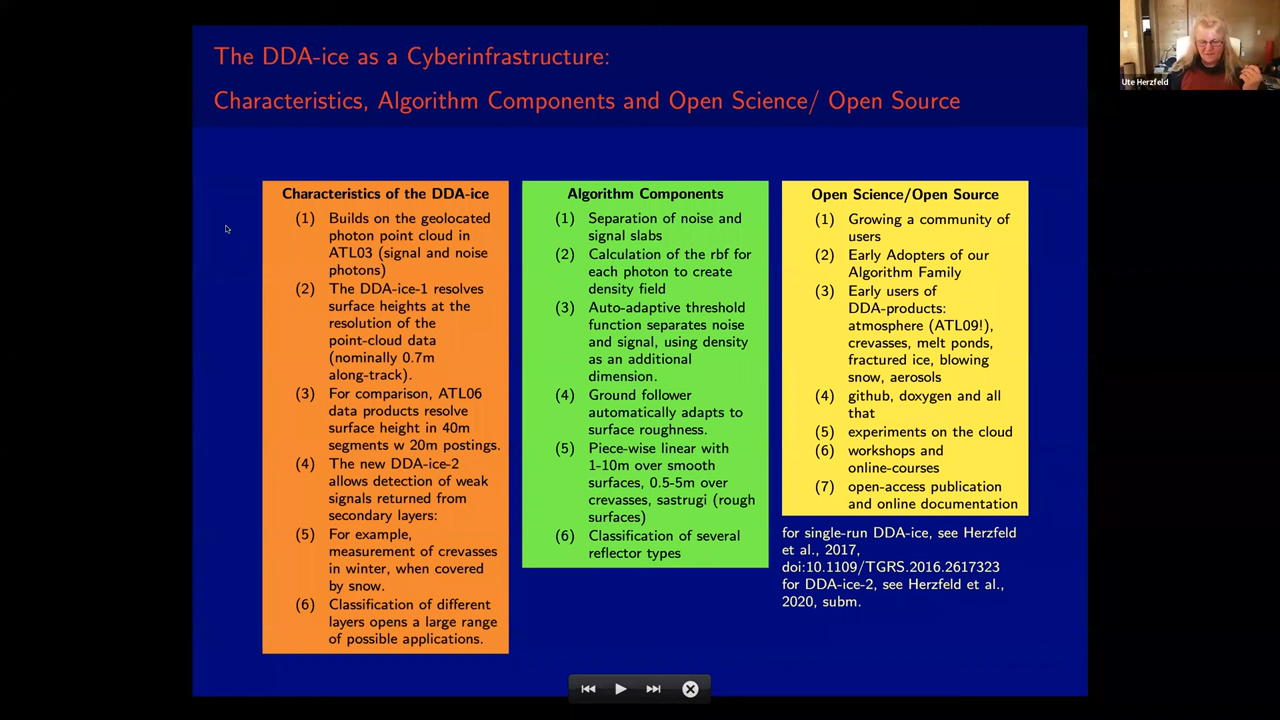 The DDA-ice as a Cyberinfrastructure:
Characteristics, Algorithm Components and Open Science/ Open Source
Ute Herzfeld
Characteristics of the DDA-ice
(1) Builds on the geolocated
photon point cloud in
ATL03 (signal and noise
photons)
(2) The DDA-ice-1 resolves
surface heights at the
resolution of the
point-cloud data
(nominally 0.7m
along-track).
(3) For comparison, ATL06
data products resolve
surface height in 40m
segments w 20m postings.
(4) The new DDA-ice-2
allows detection of weak
signals returned from
secondary layers:
(5) For example,
measurement of crevasses
in winter, when covered
by snow.
(6) Classification of different
layers opens a large range
of possible applications.
Algorithm Components
(1) Separation of noise and
signal slabs
(2) Calculation of the rbf for
each photon to create
density field
(3) Auto-adaptive threshold
function separates noise
and signal, using density
as an additional
dimension.
(4) Ground follower
automatically adapts to
surface roughness.
(5) Piece-wise linear with
1-10m over smooth
surfaces, 0.5-5m over
crevasses, sastrugi (rough
surfaces)
(6) Classification of several
reflector types
Open Science/Open Source
(1) Growing a community of
users
(2) Early Adopters of our
Algorithm Family
(3) Early users of
DDA-products:
atmosphere (ATL09!),
crevasses, melt ponds,
fractured ice, blowing
snow, aerosols
(4) github, doxygen and all
that
(5) experiments on the cloud
(6) workshops and
online-courses
(7) open-access publication
and online documentation
for single-run DDA-ice, see Herzfeld
et al., 2017,
doi:10.1109/TGRS.2016.2617323
for DDA-ice-2, see Herzfeld et al.,
2020, subm.